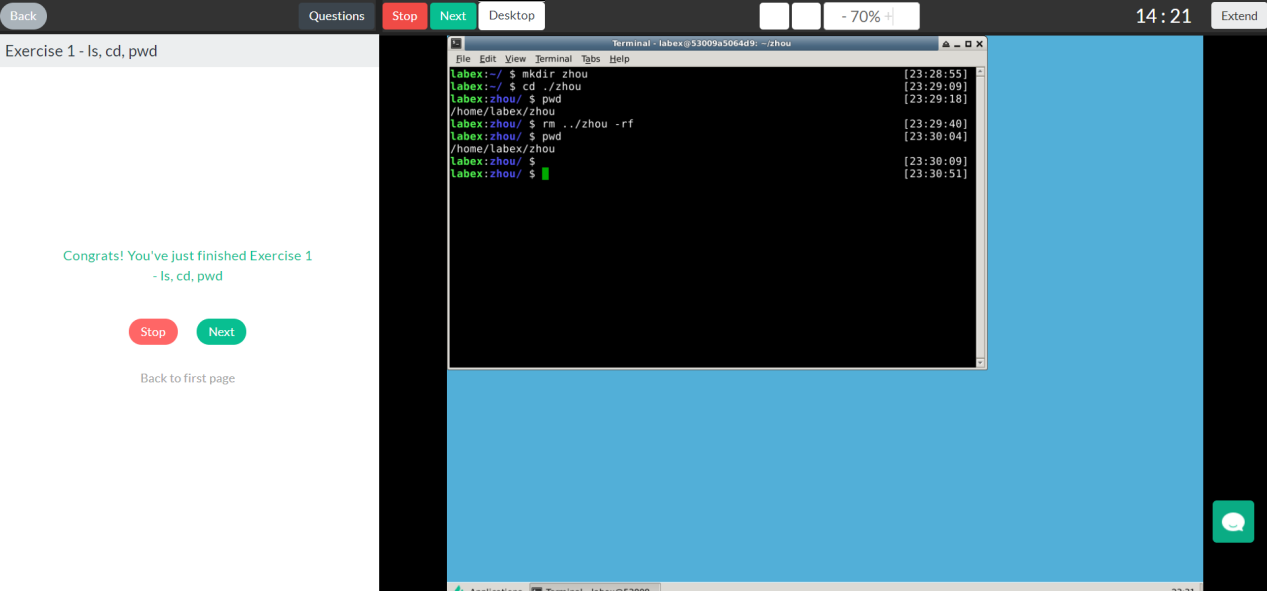 Back
Questions
Stop
Next
Desktop
- 70% +
14 : 21
Extend
Exercise 1 - ls, cd, pwd
Congrats! You've just finished Exercise 1
- ls, cd, pwd
Stop
Next
Back to first page
Terminal - labex@53009a5064d9: ~/zhou
File Edit View Terminal Tabs Help
labex:~/ $ mkdir zhou [23:28:55]
labex:~/ $ cd ./zhou [23:29:09]
labex:zhou/ $ pwd [23:29:18]
/home/labex/zhou
labex:zhou/ $ rm ../zhou -rf [23:29:40]
labex:zhou/ $ pwd [23:30:04]
/home/labex/zhou
labex:zhou/ $ [23:30:09]
labex:zhou/ $ [23:30:51]
Applications
Terminal - labex@53009...